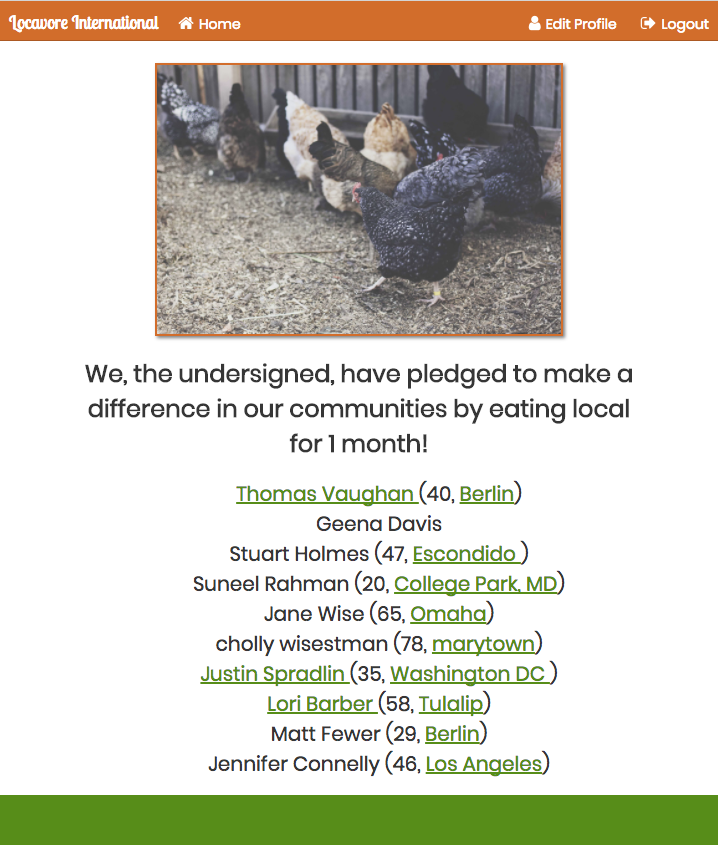 Locavore International Home Edit Profile Logout
We, the undersigned, have pledged to make a
difference in our communities by eating local
for 1 month!
Thomas Vaughan (40, Berlin)
Geena Davis
Stuart Holmes (47, Escondido )
Suneel Rahman (20, College Park, MD)
Jane Wise (65, Omaha)
cholly wisestman (78, marytown)
Justin Spradlin (35, Washington DC )
Lori Barber (58, Tulalip)
Matt Fewer (29, Berlin)
Jennifer Connelly (46, Los Angeles)